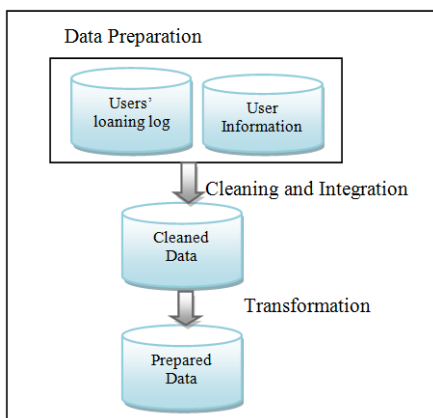 Data Preparation
Users'
loaning log
User
Information
Cleaning and Integration
Cleaned
Data
Transformation
Prepared
Data